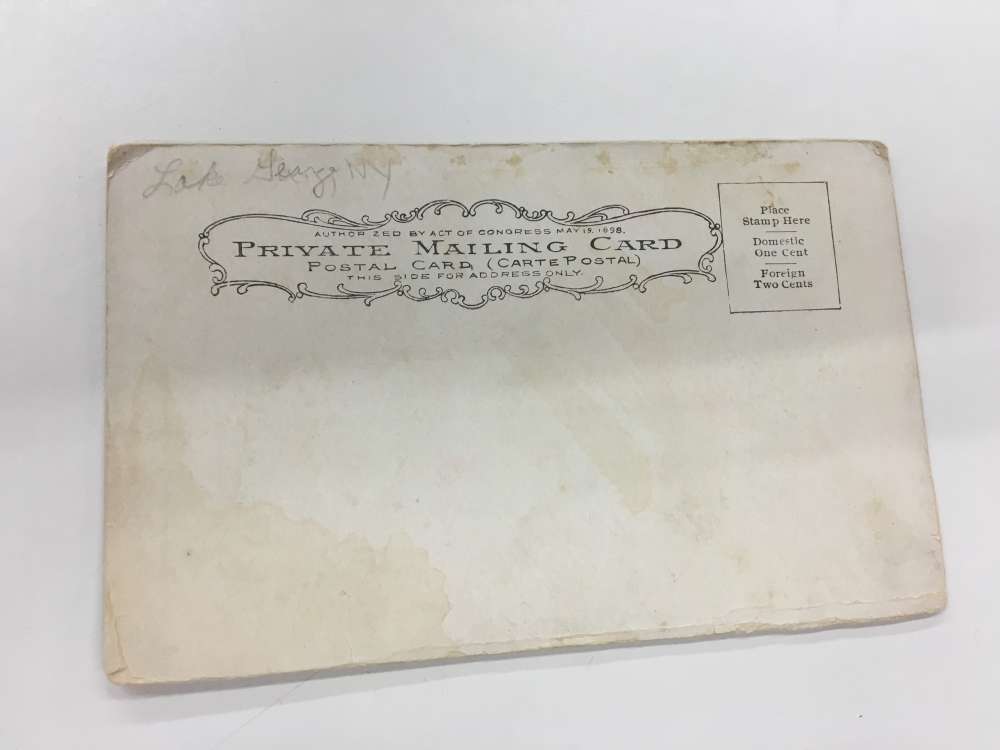 Lake George, NY
AUTHORIZED BY ACT OF CONGRESS MAY 19. 1898.
PRIVATE MAILING CARD
POSTAL CARD, (CARTE POSTAL)
THIS SIDE FOR ADDRESS ONLY.
Place
Stamp Here
Domestic
One Cent
Foreign
Two Cents